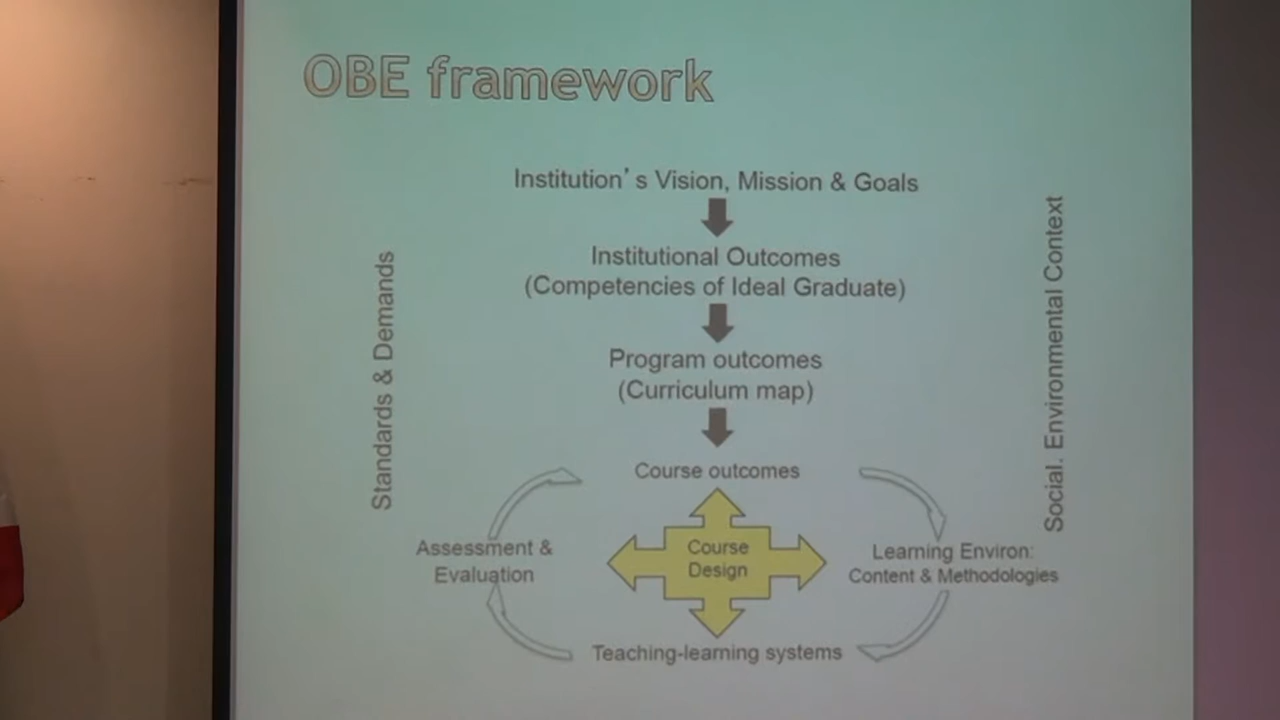 OBE framework
Institution's Vision, Mission & Goals
Institutional Outcomes
(Competencies of Ideal Graduate)
Program outcomes
(Curriculum map)
Standards & Demands
Social. Environmental Context
Course outcomes
Assessment &
Evaluation
Course
Design
Learning Environ:
Content & Methodologies
Teaching-learning systems